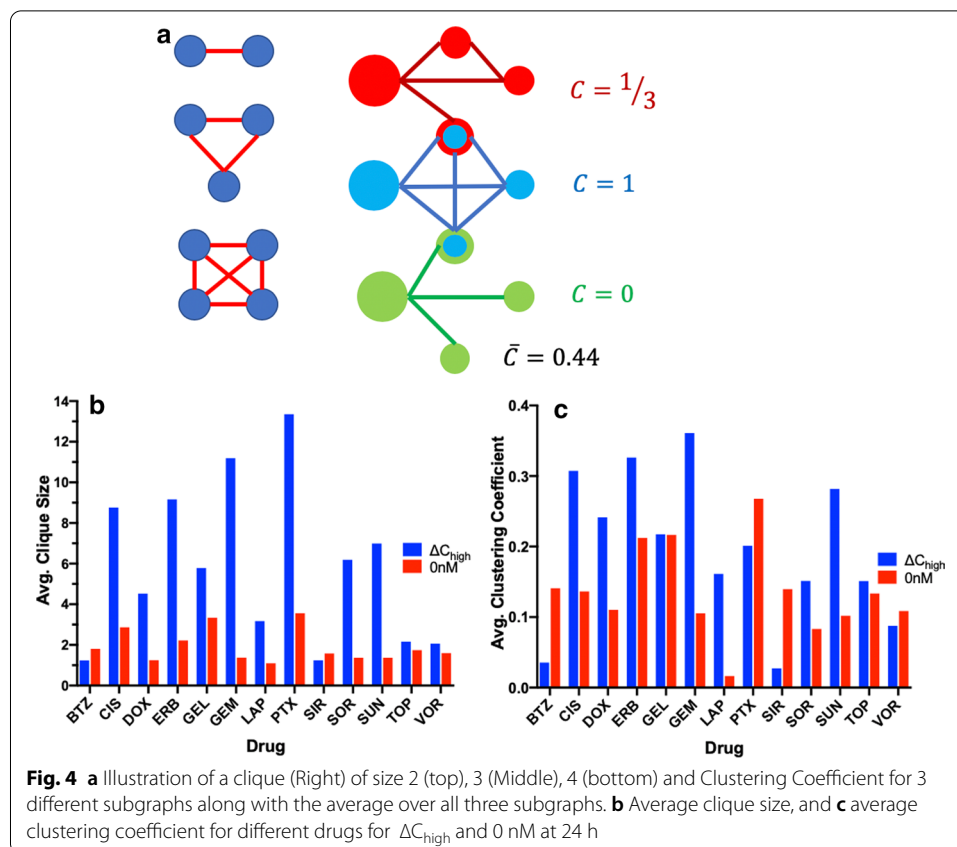 a
C = 1/3
C = 1
C = 0
C̄ = 0.44
b
14
12
10
8
6
4
2
0
Avg. Clique Size
ΔC_high
0nM
BTZ CIS DOX ERB GEL GEM LAP PTX SIR SOR SUN TOP VOR
Drug
c
0.4
0.3
0.2
0.1
0.0
Avg. Clustering Coefficient
ΔC_high
0nM
BTZ CIS DOX ERB GEL GEM LAP PTX SIR SOR SUN TOP VOR
Drug
Fig. 4 a Illustration of a clique (Right) of size 2 (top), 3 (Middle), 4 (bottom) and Clustering Coefficient for 3
different subgraphs along with the average over all three subgraphs. b Average clique size, and c average
clustering coefficient for different drugs for ΔC_high and 0 nM at 24 h